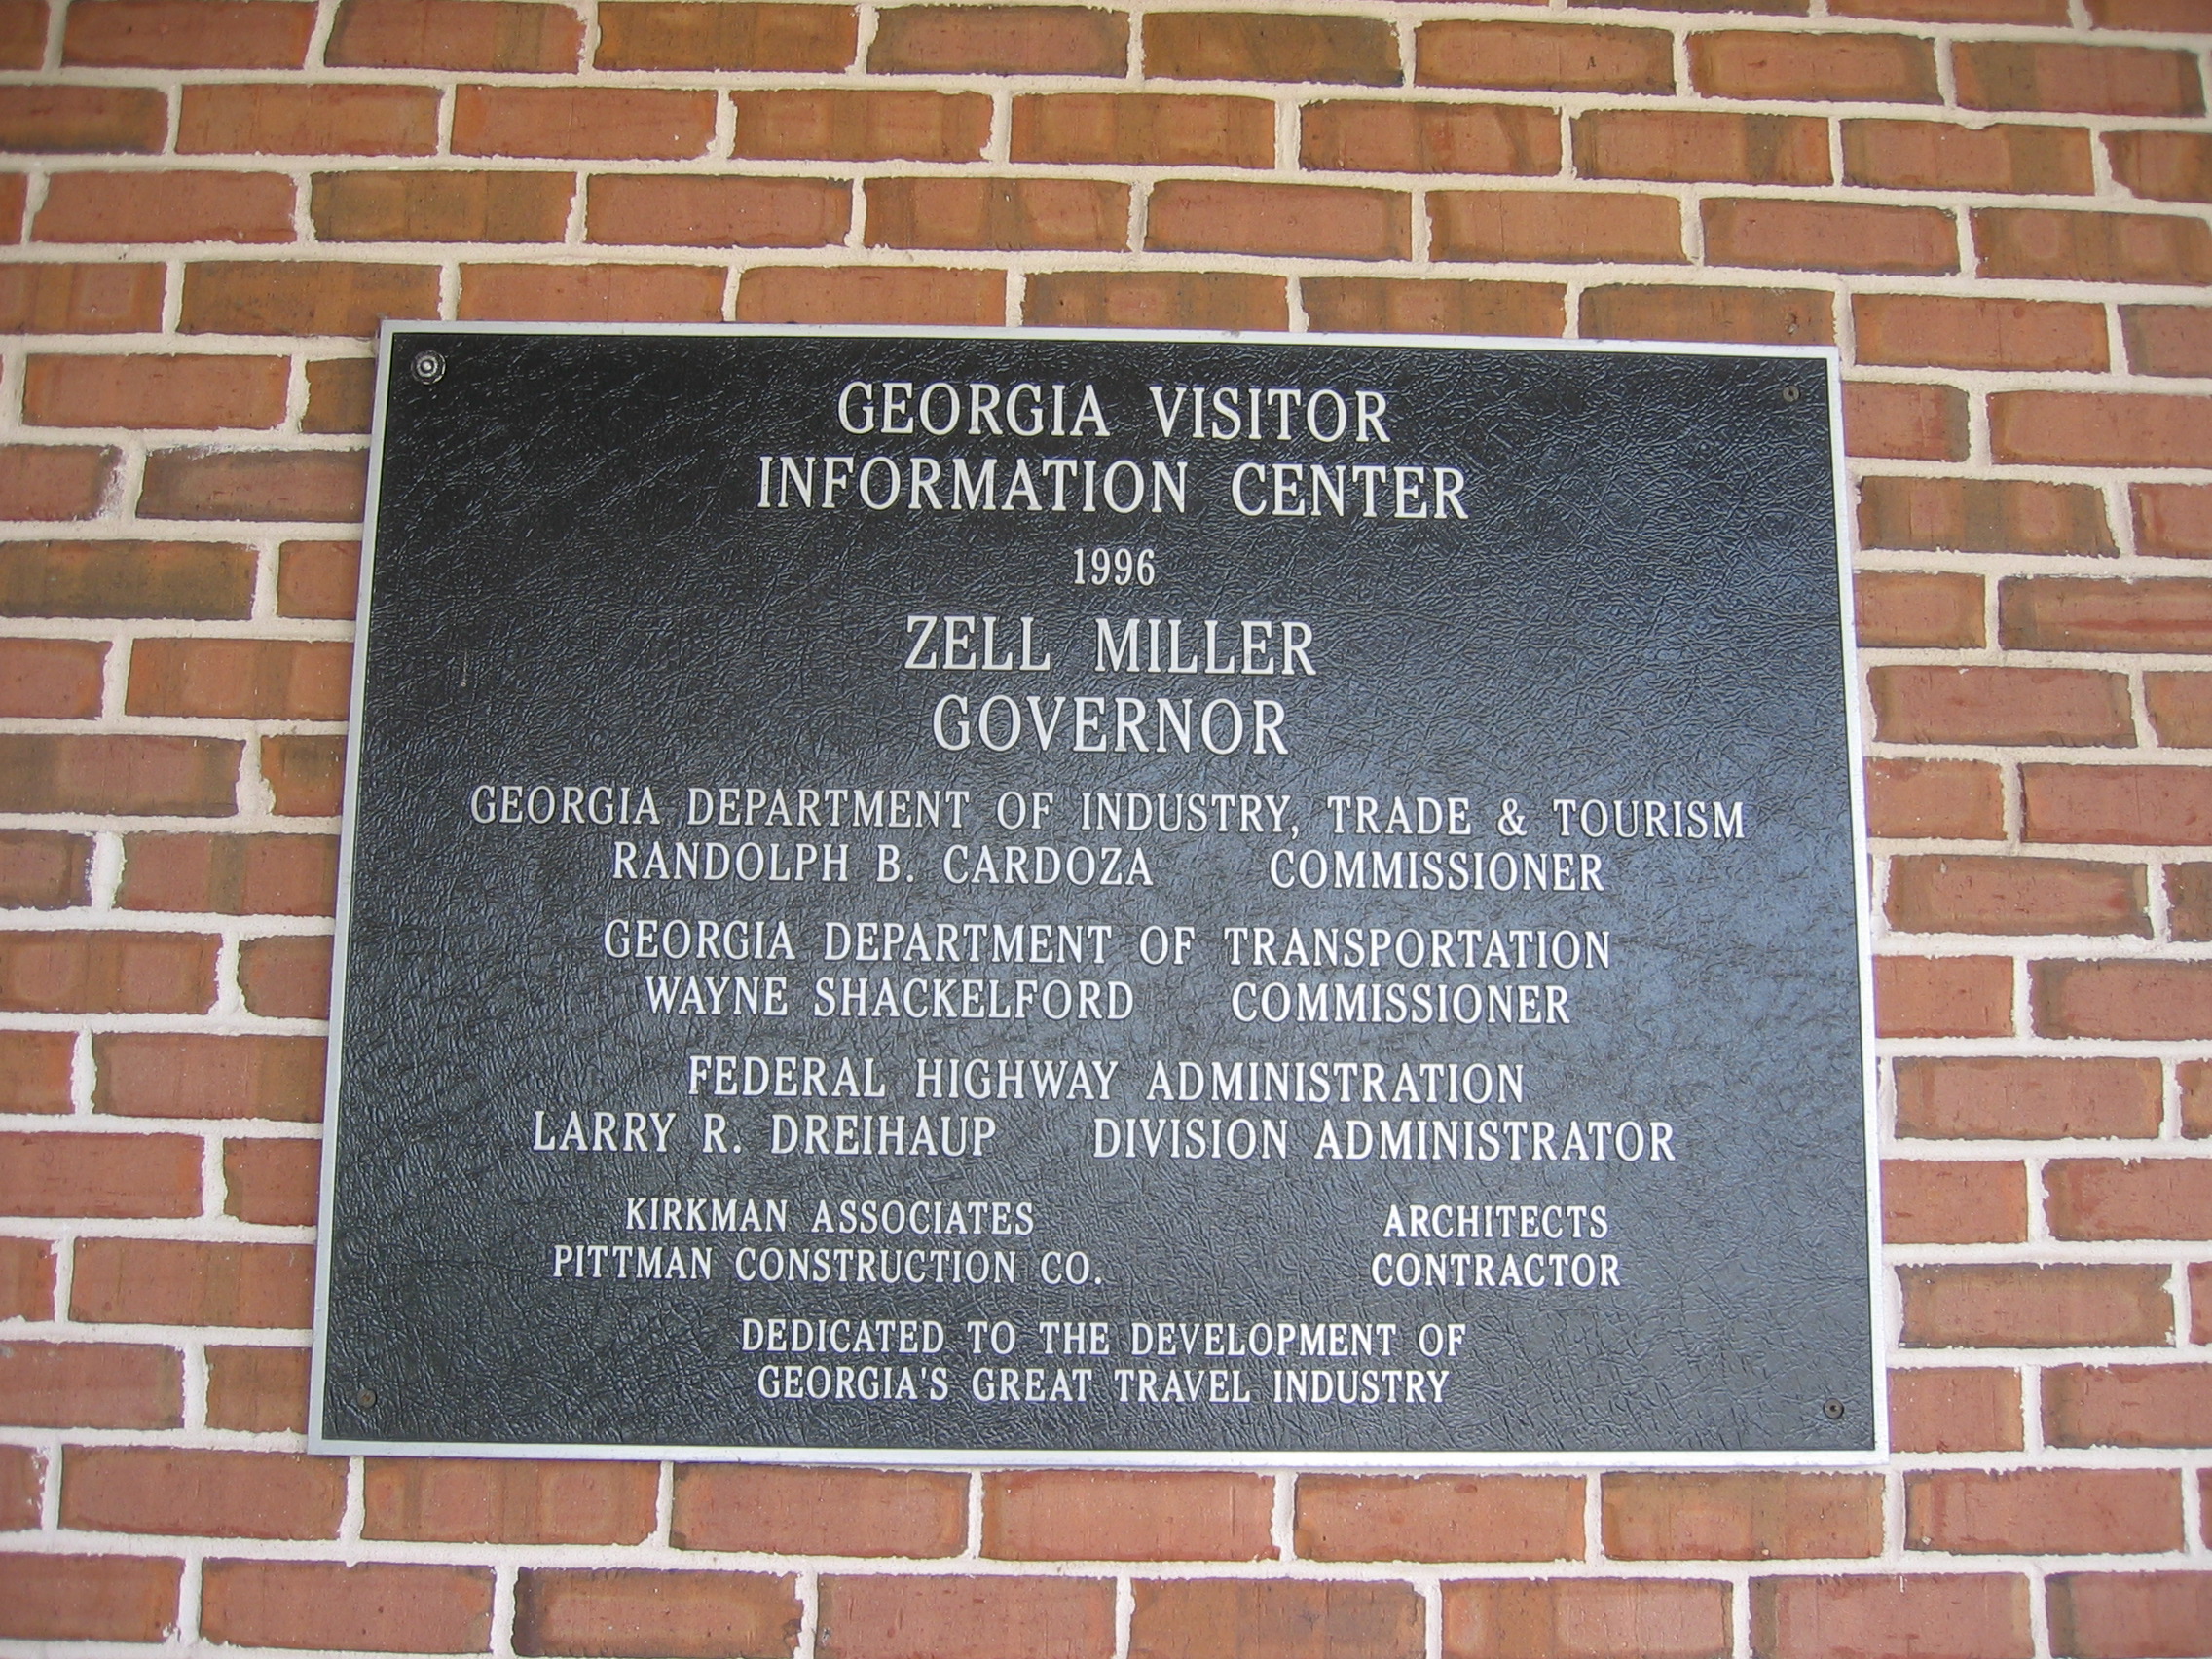 GEORGIA VISITOR
INFORMATION CENTER
1996
ZELL MILLER
GOVERNOR
GEORGIA DEPARTMENT OF INDUSTRY, TRADE & TOURISM
RANDOLPH B. CARDOZA COMMISSIONER
GEORGIA DEPARTMENT OF TRANSPORTATION
WAYNE SHACKELFORD COMMISSIONER
FEDERAL HIGHWAY ADMINISTRATION
LARRY R. DREIHAUP DIVISION ADMINISTRATOR
KIRKMAN ASSOCIATES ARCHITECTS
PITTMAN CONSTRUCTION CO. CONTRACTOR
DEDICATED TO THE DEVELOPMENT OF
GEORGIA'S GREAT TRAVEL INDUSTRY